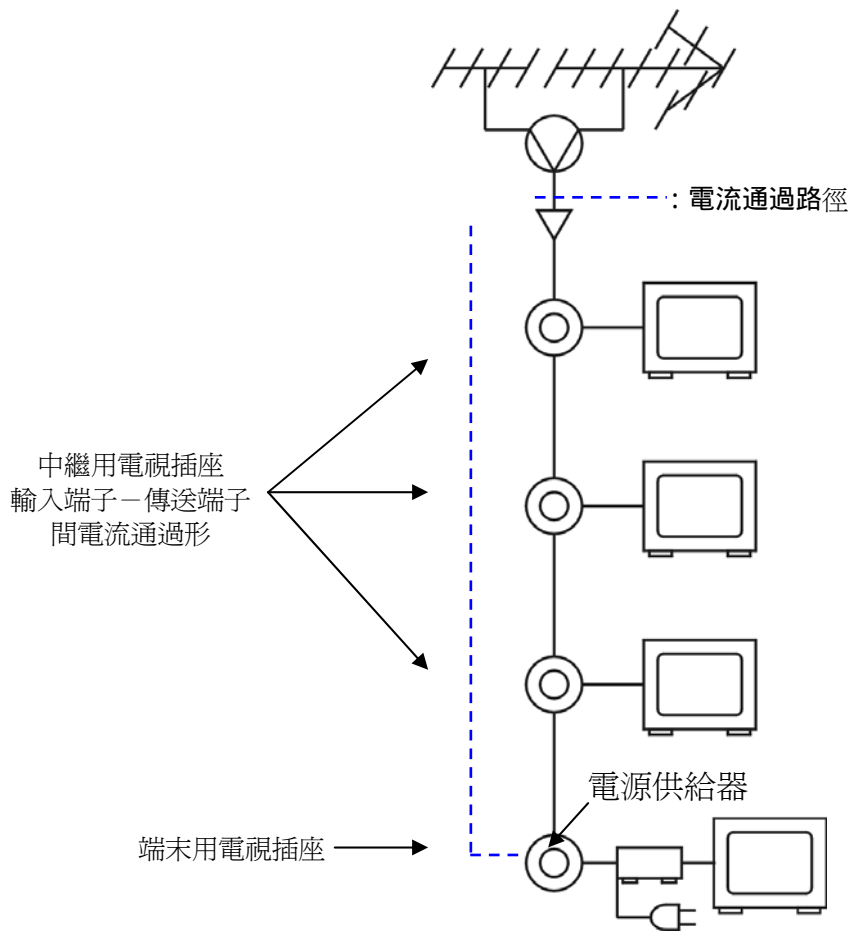 ：電流通過路徑
中繼用電視插座
輸入端子－傳送端子
間電流通過形
電源供給器
端末用電視插座